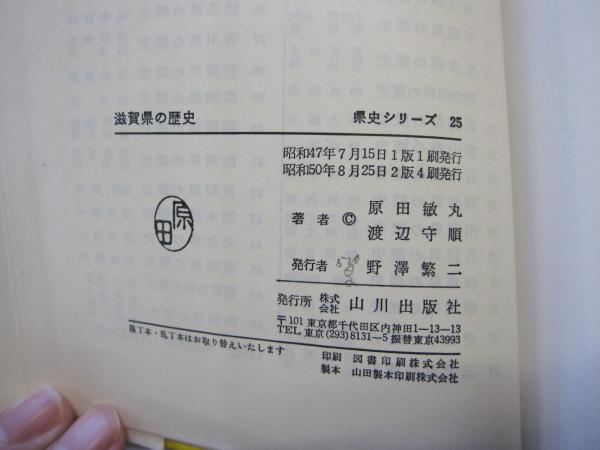 滋賀県の歴史　県史シリーズ 25
昭和47年7月15日1版1刷発行
昭和50年8月25日2版4刷発行
原田
著者 © 原田敏丸
渡辺守順
発行者 野澤繁二
発行所 株式会社 山川出版社
〒101 東京都千代田区内神田1−13−13
TEL 東京(293)8131−5 振替東京43993
落丁本・乱丁本はお取り替えいたします
印刷 図書印刷株式会社
製本 山田製本印刷株式会社